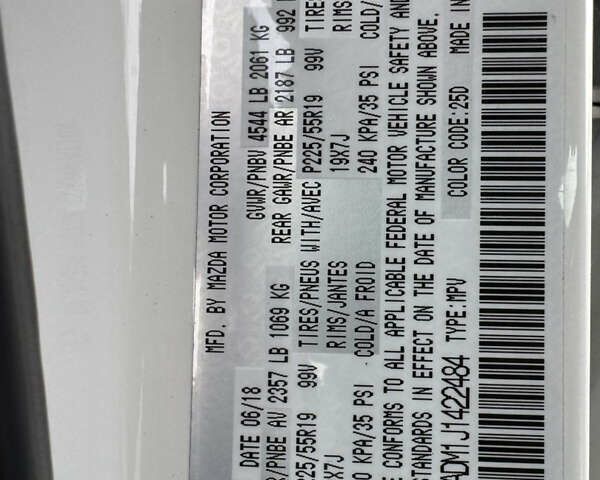 MFD. BY MAZDA MOTOR CORPORATION
DATE 06/18 GVWR/PNBV 4544 LB 2061 KG
R/PNBE AV 2357 LB 1069 KG REAR GAWR/PNBE AR 2187 LB 992
225/55R19 99V TIRES/PNEUS WITH/AVEC P225/55R19 99V TIRES
X7J RIMS/JANTES 19X7J RIMS
0 KPA/35 PSI COLD/A FROID 240 KPA/35 PSI COLD/
E CONFORMS TO ALL APPLICABLE FEDERAL MOTOR VEHICLE SAFETY AND
STANDARDS IN EFFECT ON THE DATE OF MANUFACTURE SHOWN ABOVE.
ADM1J1422484 TYPE:MPV COLOR CODE:25D MADE IN